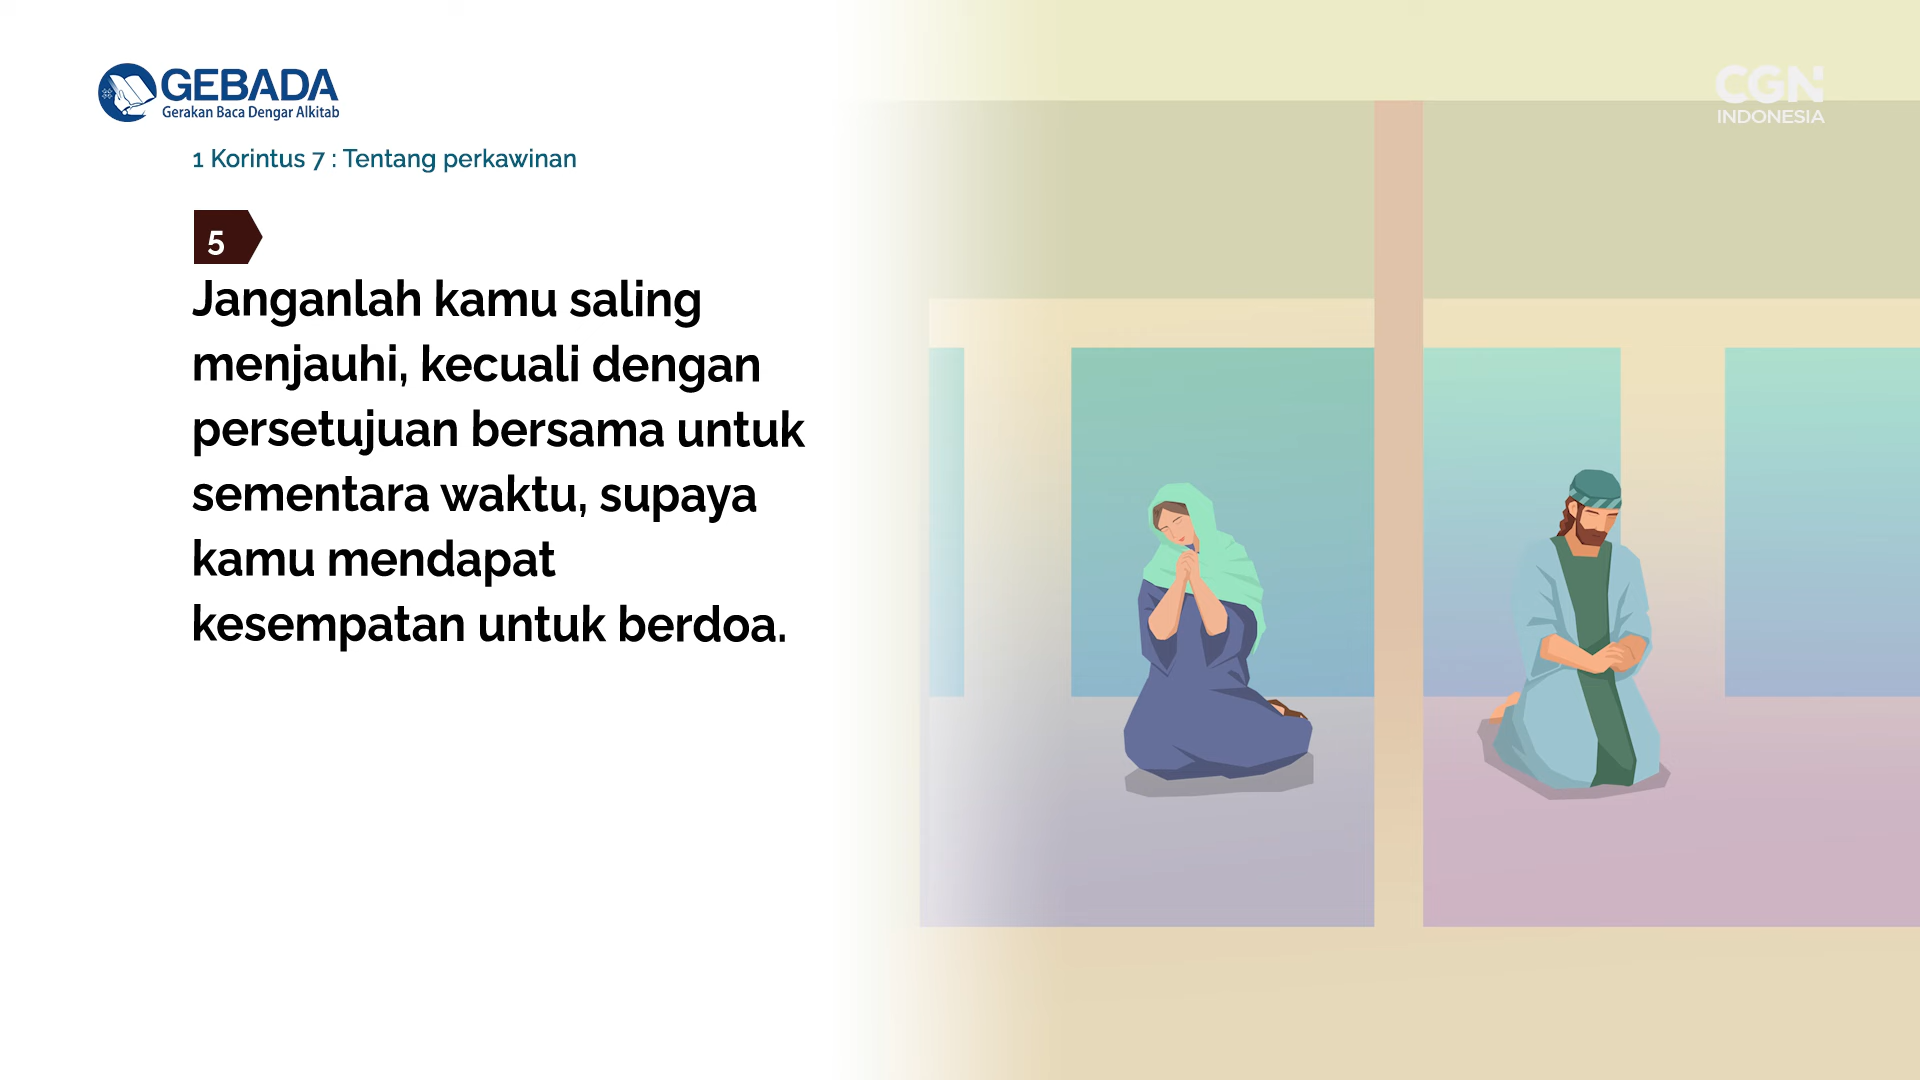 GEBADA
Gerakan Baca Dengar Alkitab
CGN
INDONESIA
1 Korintus 7 : Tentang perkawinan
5
Janganlah kamu saling
menjauhi, kecuali dengan
persetujuan bersama untuk
sementara waktu, supaya
kamu mendapat
kesempatan untuk berdoa.